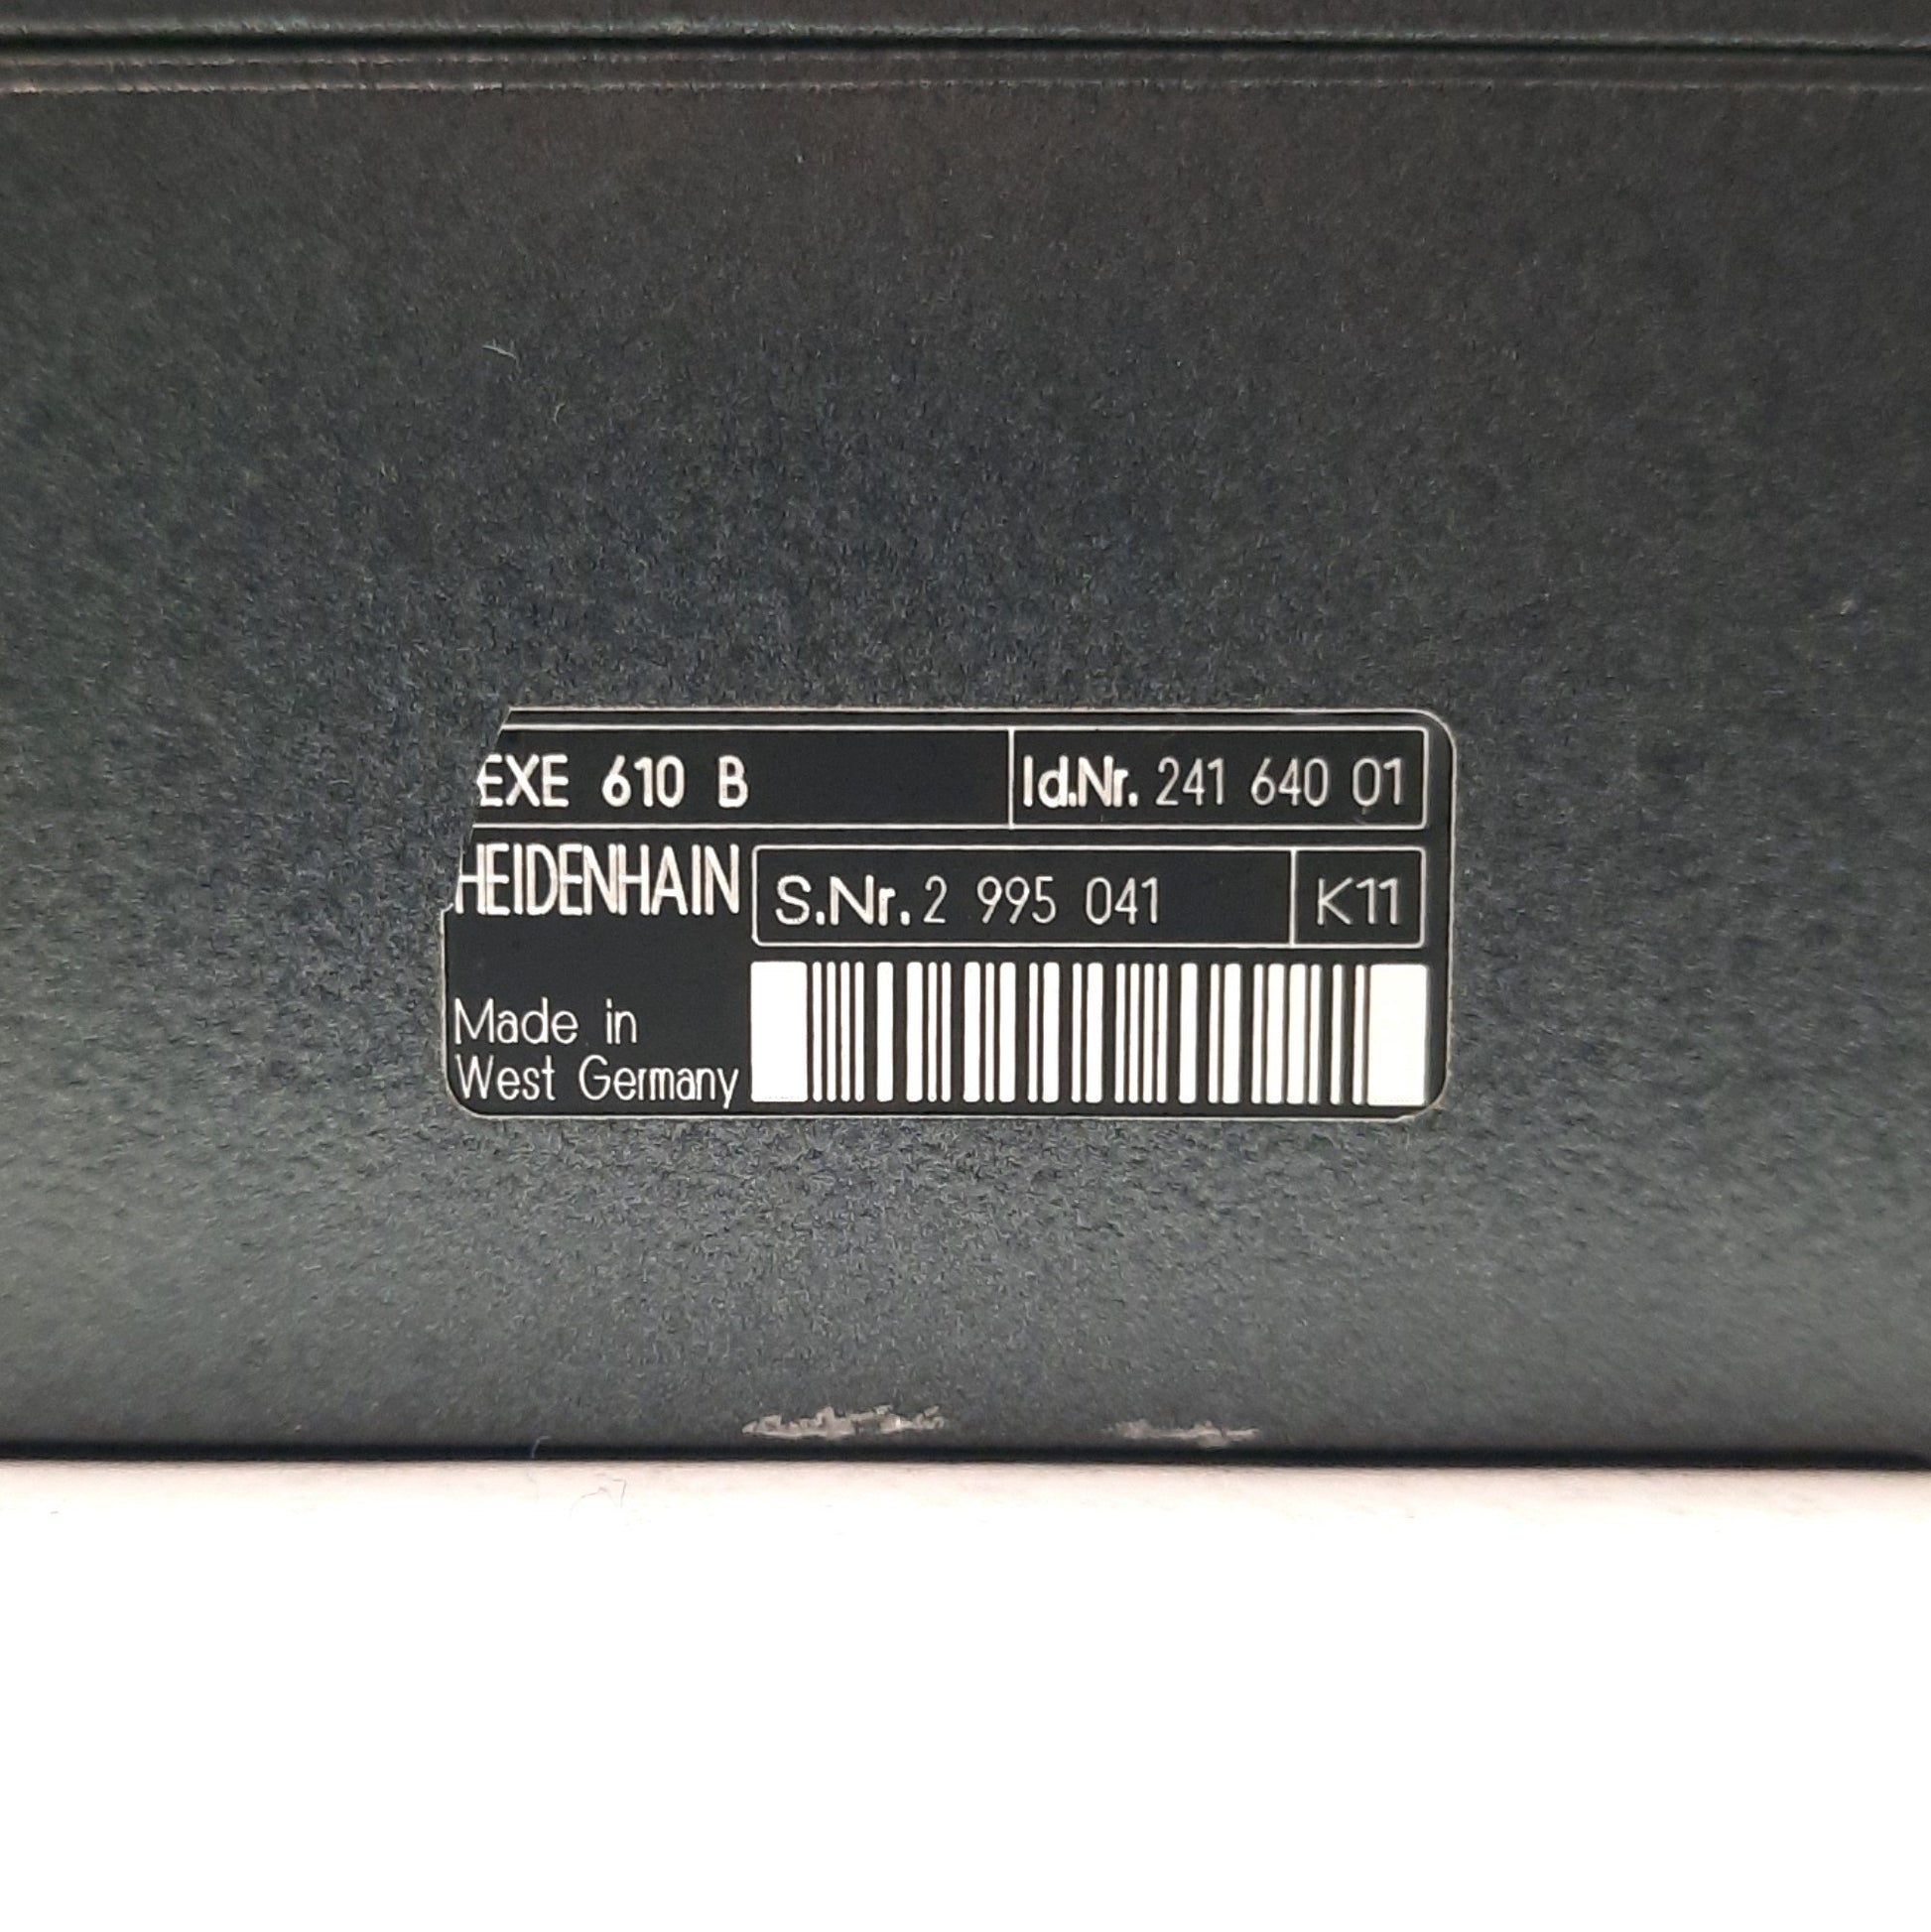 EXE 610 B Id.Nr. 241 640 01
HEIDENHAIN S.Nr. 2 995 041 K11
Made in
West Germany